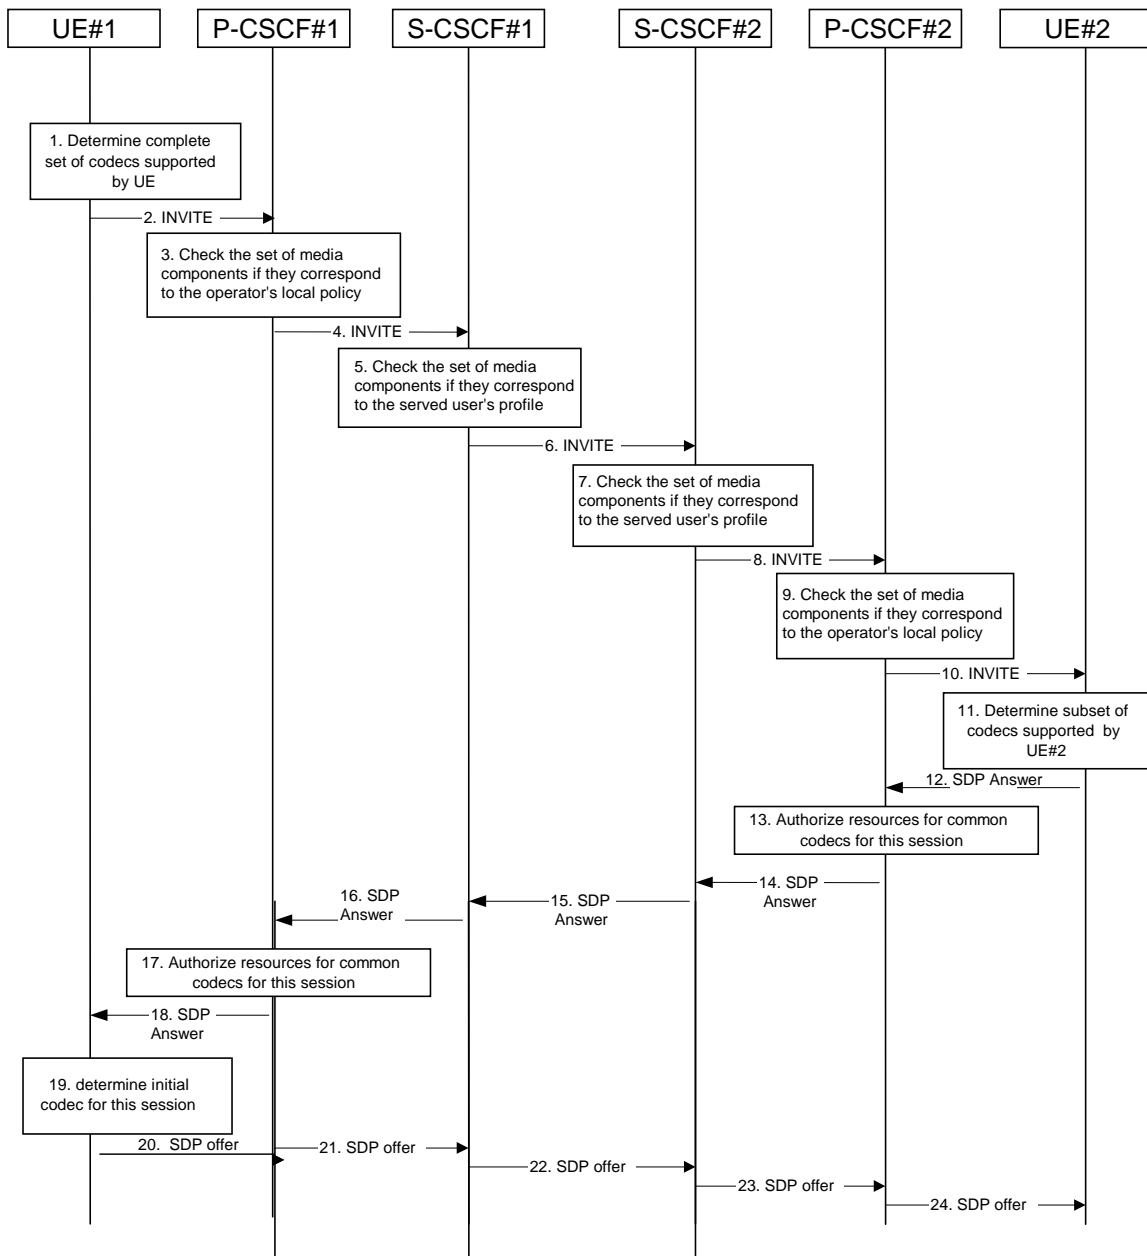 UE#1
P-CSCF#1
S-CSCF#1
S-CSCF#2
P-CSCF#2
UE#2
1. Determine complete
set of codecs supported
by UE
2. INVITE
3. Check the set of media
components if they correspond
to the operator's local policy
4. INVITE
5. Check the set of media
components if they correspond
to the served user's profile
6. INVITE
7. Check the set of media
components if they correspond
to the served user's profile
8. INVITE
9. Check the set of media
components if they correspond
to the operator's local policy
10. INVITE
11. Determine subset of
codecs supported by
UE#2
12. SDP Answer
13. Authorize resources for common
codecs for this session
14. SDP
Answer
15. SDP
Answer
16. SDP
Answer
17. Authorize resources for common
codecs for this session
18. SDP
Answer
19. determine initial
codec for this session
20. SDP offer
21. SDP offer
22. SDP offer
23. SDP offer
24. SDP offer